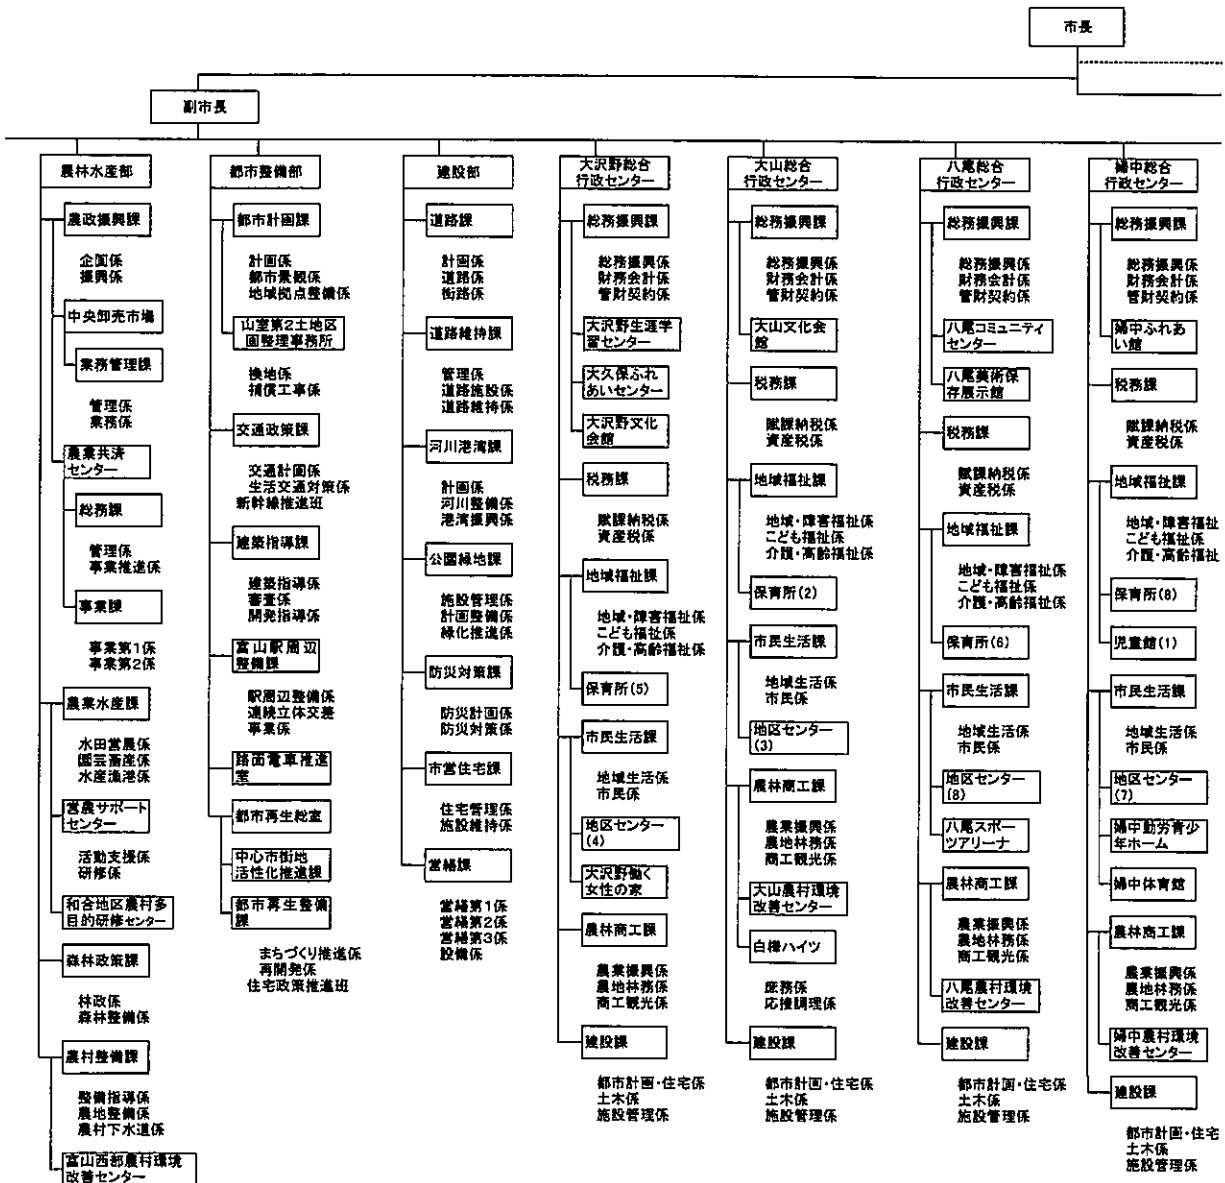 市長
副市長
農林水産部
農政振興課
企画係
振興係
中央卸売市場
業務管理課
管理係
業務係
農業共済
センター
総務課
管理係
事業推進係
事業課
事業第1係
事業第2係
農業水産課
水田営農係
園芸畜産係
水産漁港係
営農サポート
センター
活動支援係
研修係
和合地区農村多
目的研修センター
森林政策課
林政係
森林整備係
農村整備課
整備指導係
農地整備係
農村下水道係
富山西部農村環境
改善センター
都市整備部
都市計画課
計画係
都市景観係
地域拠点整備係
山室第2土地区
画整理事務所
換地係
補償工事係
交通政策課
交通計画係
生活交通対策係
新幹線推進班
建築指導課
建築指導係
審査係
開発指導係
富山駅周辺
整備課
駅周辺整備係
連続立体交差
事業係
路面電車推進
室
都市再生総室
中心市街地
活性化推進課
都市再生整備
課
まちづくり推進係
再開発係
住宅政策推進班
建設部
道路課
計画係
道路係
街路係
道路維持課
管理係
道路施設係
道路維持係
河川港湾課
計画係
河川整備係
港湾振興係
公園緑地課
施設管理係
計画整備係
緑化推進係
防災対策課
防災計画係
防災対策係
市営住宅課
住宅管理係
施設維持係
営繕課
営繕第1係
営繕第2係
営繕第3係
設備係
大沢野総合
行政センター
総務振興課
総務振興係
財務会計係
管財契約係
大沢野生涯学
習センター
大久保ふれ
あいセンター
大沢野文化
会館
税務課
賦課納税係
資産税係
地域福祉課
地域・障害福祉係
こども福祉係
介護・高齢福祉係
保育所(5)
市民生活課
地域生活係
市民係
地区センター
(4)
大沢野働く
女性の家
農林商工課
農業振興係
農地林務係
商工観光係
建設課
都市計画・住宅係
土木係
施設管理係
大山総合
行政センター
総務振興課
総務振興係
財務会計係
管財契約係
大山文化会
館
税務課
賦課納税係
資産税係
地域福祉課
地域・障害福祉係
こども福祉係
介護・高齢福祉係
保育所(2)
市民生活課
地域生活係
市民係
地区センター
(3)
農林商工課
農業振興係
農地林務係
商工観光係
大山農村環境
改善センター
白樺ハイツ
庶務係
応接調理係
建設課
都市計画・住宅係
土木係
施設管理係
八尾総合
行政センター
総務振興課
総務振興係
財務会計係
管財契約係
八尾コミュニティ
センター
八尾美術保
存展示館
税務課
賦課納税係
資産税係
地域福祉課
地域・障害福祉係
こども福祉係
介護・高齢福祉係
保育所(6)
市民生活課
地域生活係
市民係
地区センター
(8)
八尾スポー
ツアリーナ
農林商工課
農業振興係
農地林務係
商工観光係
八尾農村環境
改善センター
建設課
都市計画・住宅係
土木係
施設管理係
婦中総合
行政センター
総務振興課
総務振興係
財務会計係
管財契約係
婦中ふれあ
い館
税務課
賦課納税係
資産税係
地域福祉課
地域・障害福祉
こども福祉係
介護・高齢福祉
保育所(8)
児童館(1)
市民生活課
地域生活係
市民係
地区センター
(7)
婦中勤労青少
年ホーム
婦中体育館
農林商工課
農業振興係
農地林務係
商工観光係
婦中農村環境
改善センター
建設課
都市計画・住宅
土木係
施設管理係